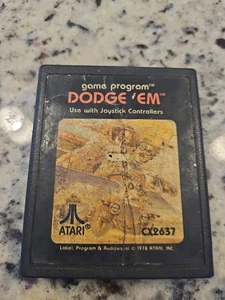 game program™
DODGE 'EM™
Use with Joystick Controllers
ATARI®
CX2637
Label, Program & Audiovisual © 1978 ATARI, INC